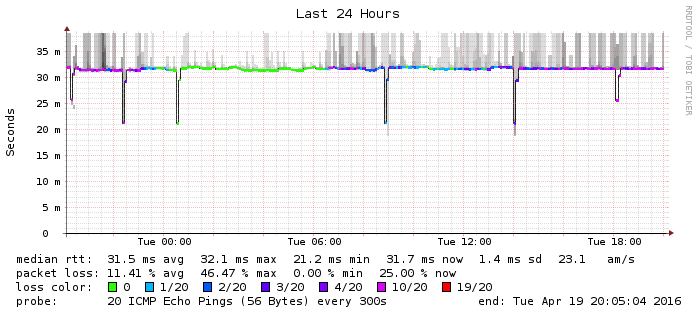 Last 24 Hours
RRDTOOL / TOBI OETIKER
Seconds
35 m
30 m
25 m
20 m
15 m
10 m
5 m
0
Tue 00:00 Tue 06:00 Tue 12:00 Tue 18:00
median rtt: 31.5 ms avg 32.1 ms max 21.2 ms min 31.7 ms now 1.4 ms sd 23.1 am/s
packet loss: 11.41 % avg 46.47 % max 0.00 % min 25.00 % now
loss color: 0 1/20 2/20 3/20 4/20 10/20 19/20
probe: 20 ICMP Echo Pings (56 Bytes) every 300s end: Tue Apr 19 20:05:04 2016